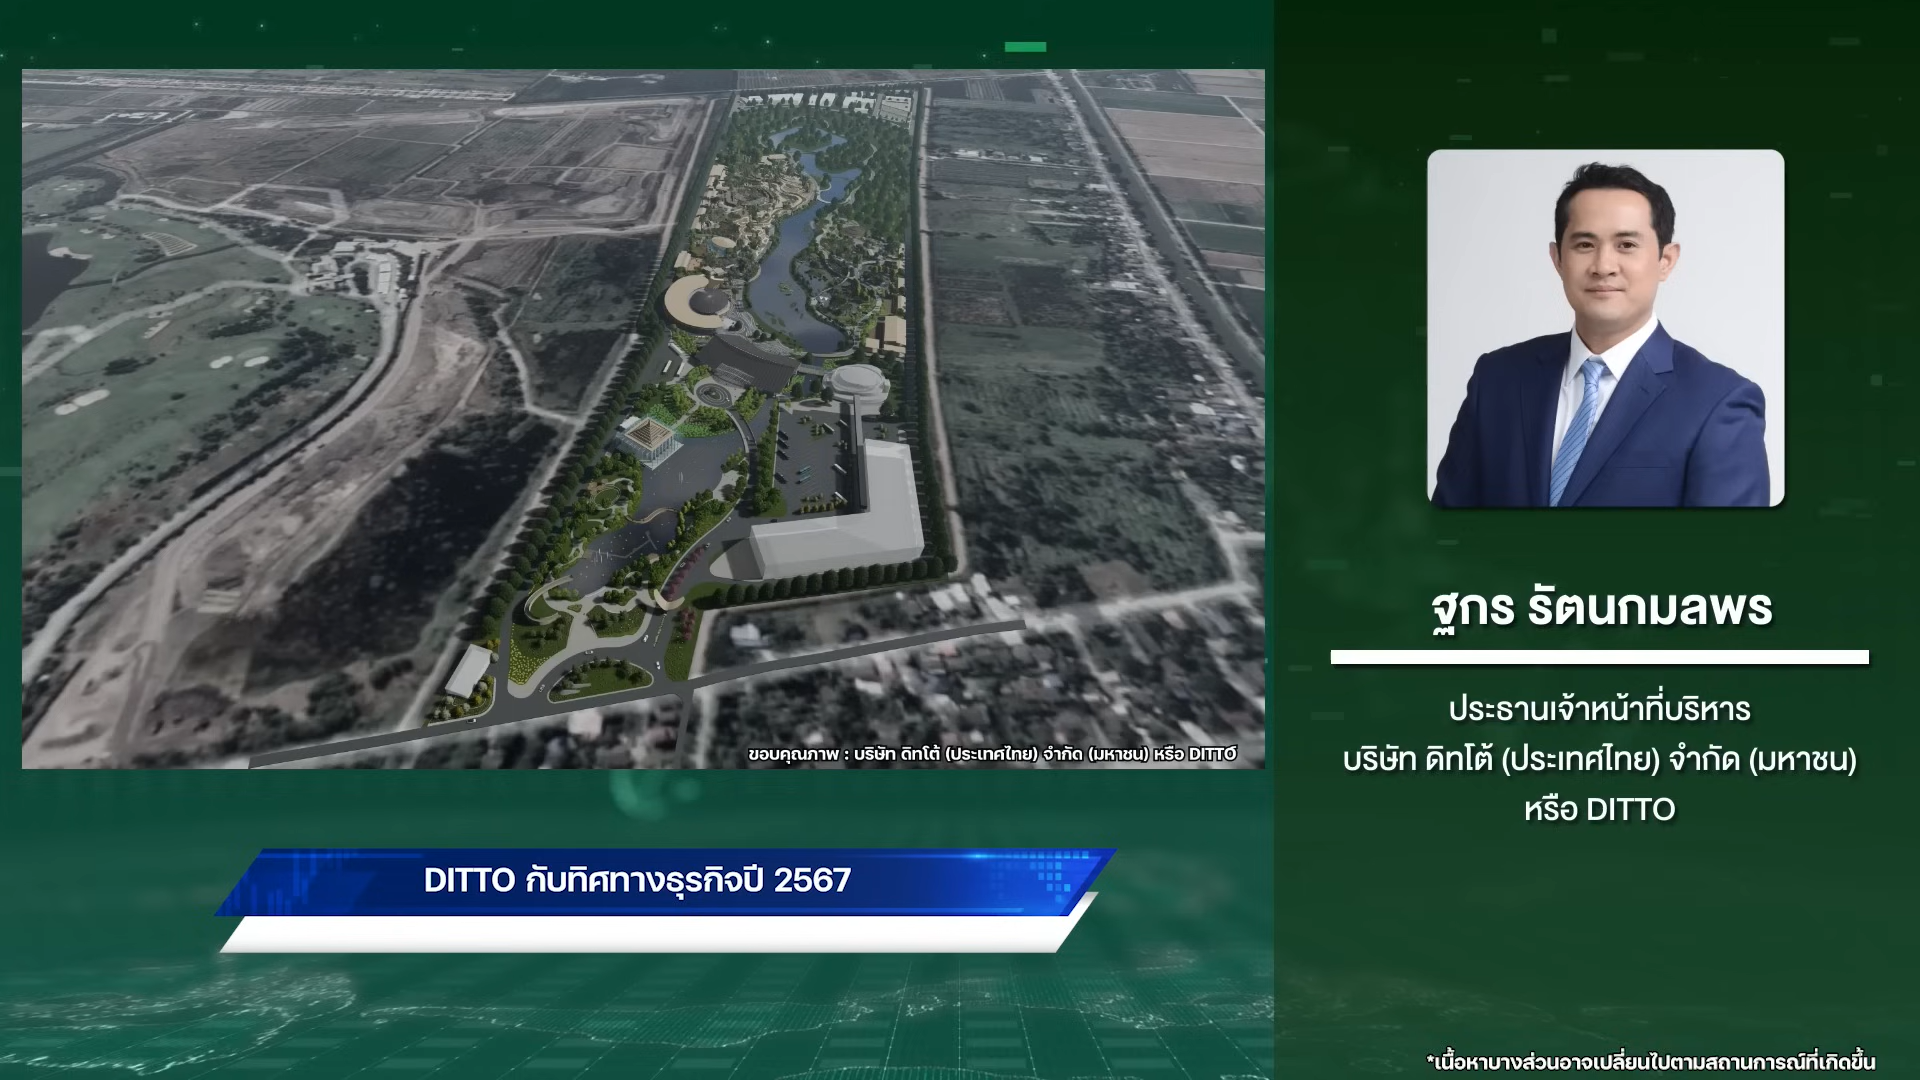 ขอบคุณภาพ : บริษัท ดิทโต้ (ประเทศไทย) จำกัด (มหาชน) หรือ DITTO
DITTO กับทิศทางธุรกิจปี 2567
ฐกร รัตนกมลพร
ประธานเจ้าหน้าที่บริหาร
บริษัท ดิทโต้ (ประเทศไทย) จำกัด (มหาชน)
หรือ DITTO
*เนื้อหาบางส่วนอาจเปลี่ยนไปตามสถานการณ์ที่เกิดขึ้น